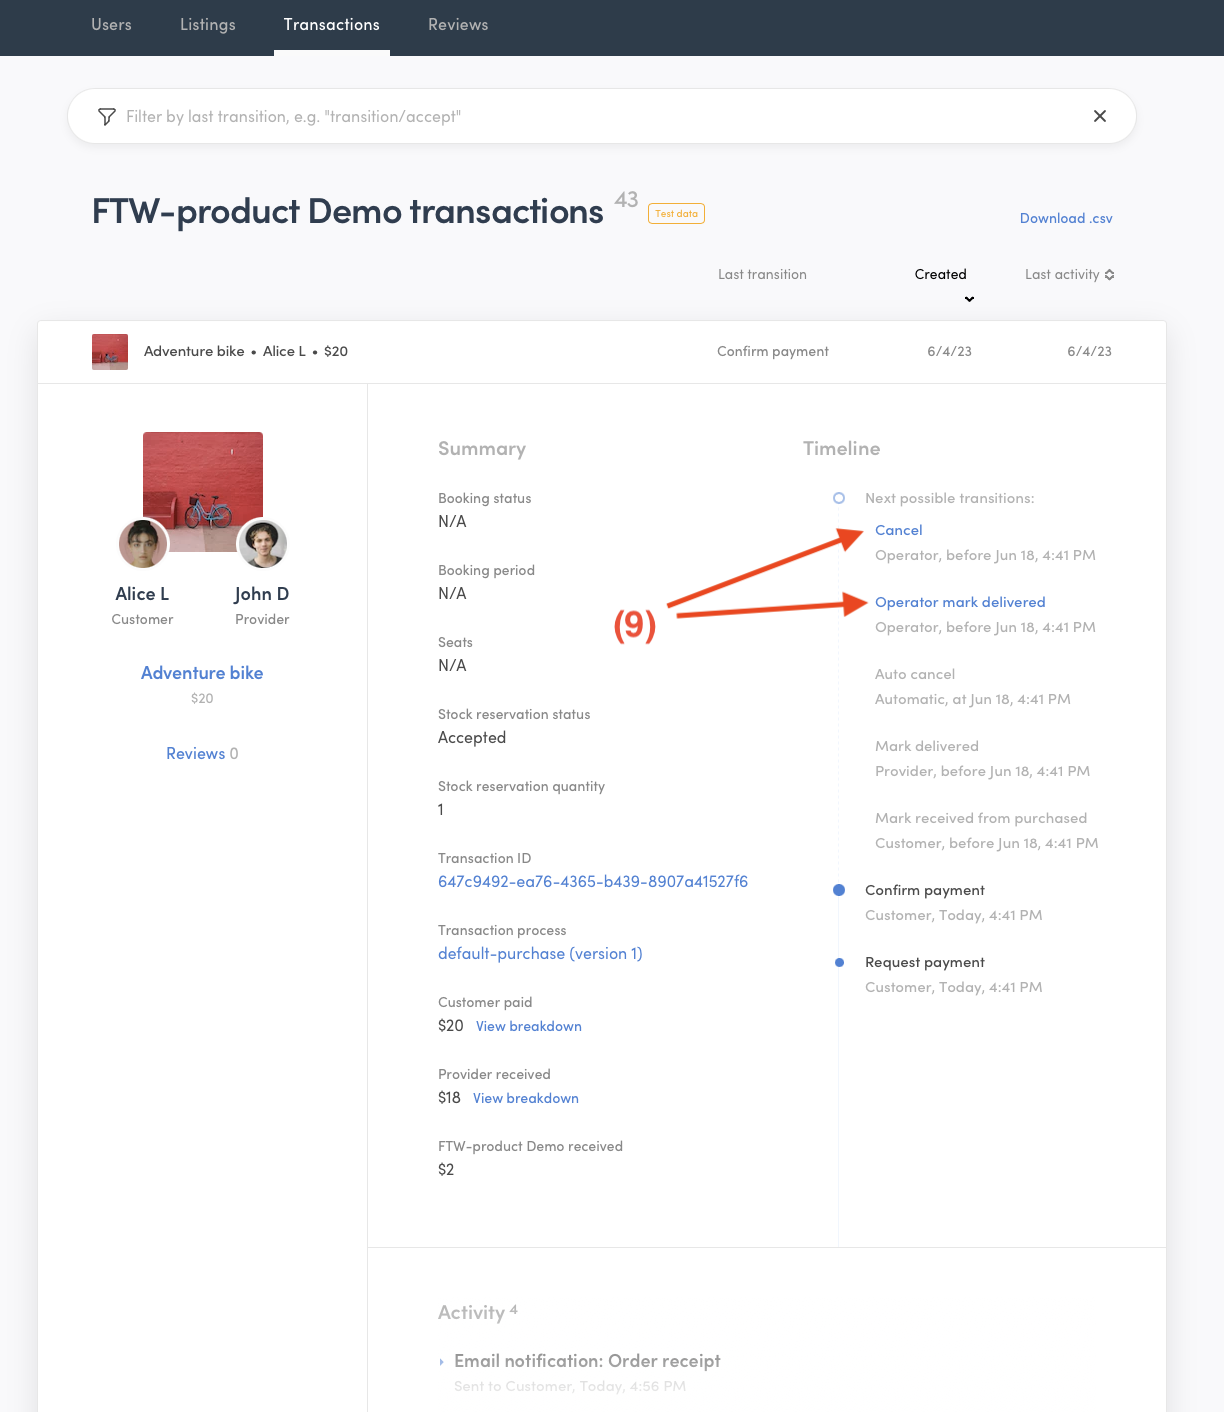 Users Listings Transactions Reviews
Filter by last transition, e.g. "transition/accept"
FTW-product Demo transactions 43 Test data
Download .csv
Last transition Created Last activity
Adventure bike • Alice L • $20 Confirm payment 6/4/23 6/4/23
Alice L
Customer
John D
Provider
Adventure bike
$20
Reviews 0
Summary
Booking status
N/A
Booking period
N/A
Seats
N/A
Stock reservation status
Accepted
Stock reservation quantity
1
Transaction ID
647c9492-ea76-4365-b439-8907a41527f6
Transaction process
default-purchase (version 1)
Customer paid
$20 View breakdown
Provider received
$18 View breakdown
FTW-product Demo received
$2
(9)
Timeline
Next possible transitions:
Cancel
Operator, before Jun 18, 4:41 PM
Operator mark delivered
Operator, before Jun 18, 4:41 PM
Auto cancel
Automatic, at Jun 18, 4:41 PM
Mark delivered
Provider, before Jun 18, 4:41 PM
Mark received from purchased
Customer, before Jun 18, 4:41 PM
Confirm payment
Customer, Today, 4:41 PM
Request payment
Customer, Today, 4:41 PM
Activity 4
Email notification: Order receipt
Sent to Customer, Today, 4:56 PM